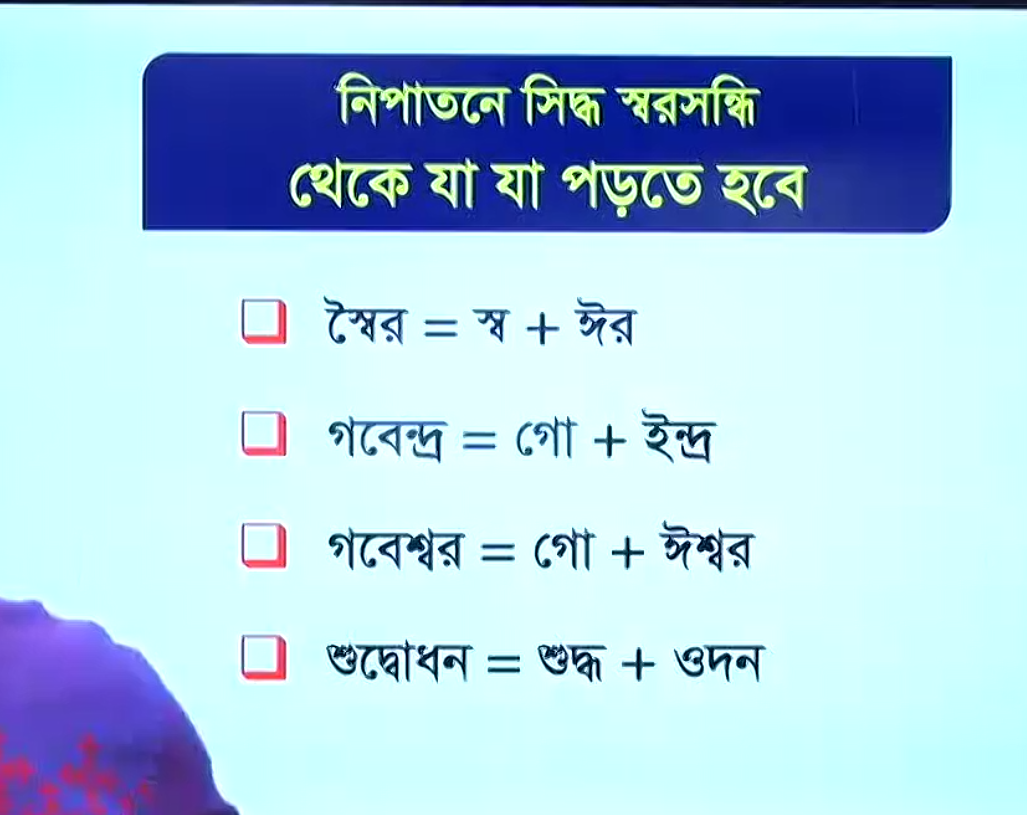 নিপাতনে সিদ্ধ স্বরসন্ধি
থেকে যা যা পড়তে হবে
স্বৈর = স্ব + ঈর
গবেন্দ্র = গো + ইন্দ্র
গবেশ্বর = গো + ঈশ্বর
শুদ্বোধন = শুদ্ধ + ওদন